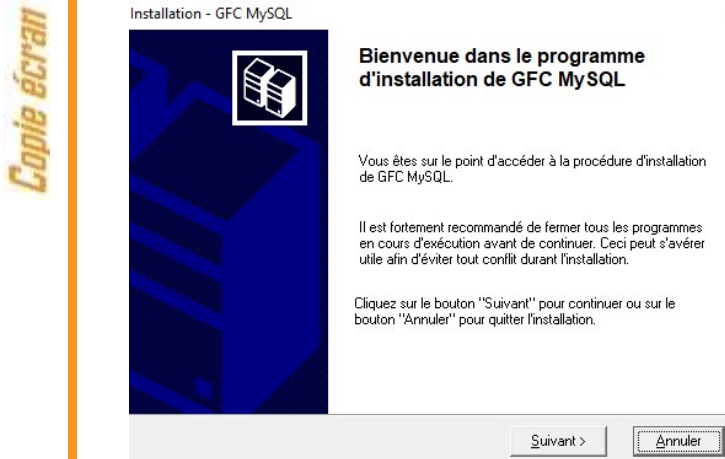 Copie écran
Installation - GFC MySQL
Bienvenue dans le programme
d'installation de GFC MySQL
Vous êtes sur le point d'accéder à la procédure d'installation
de GFC MySQL.
Il est fortement recommandé de fermer tous les programmes
en cours d'exécution avant de continuer. Ceci peut s'avérer
utile afin d'éviter tout conflit durant l'installation.
Cliquez sur le bouton "Suivant" pour continuer ou sur le
bouton "Annuler" pour quitter l'installation.
Suivant >
Annuler